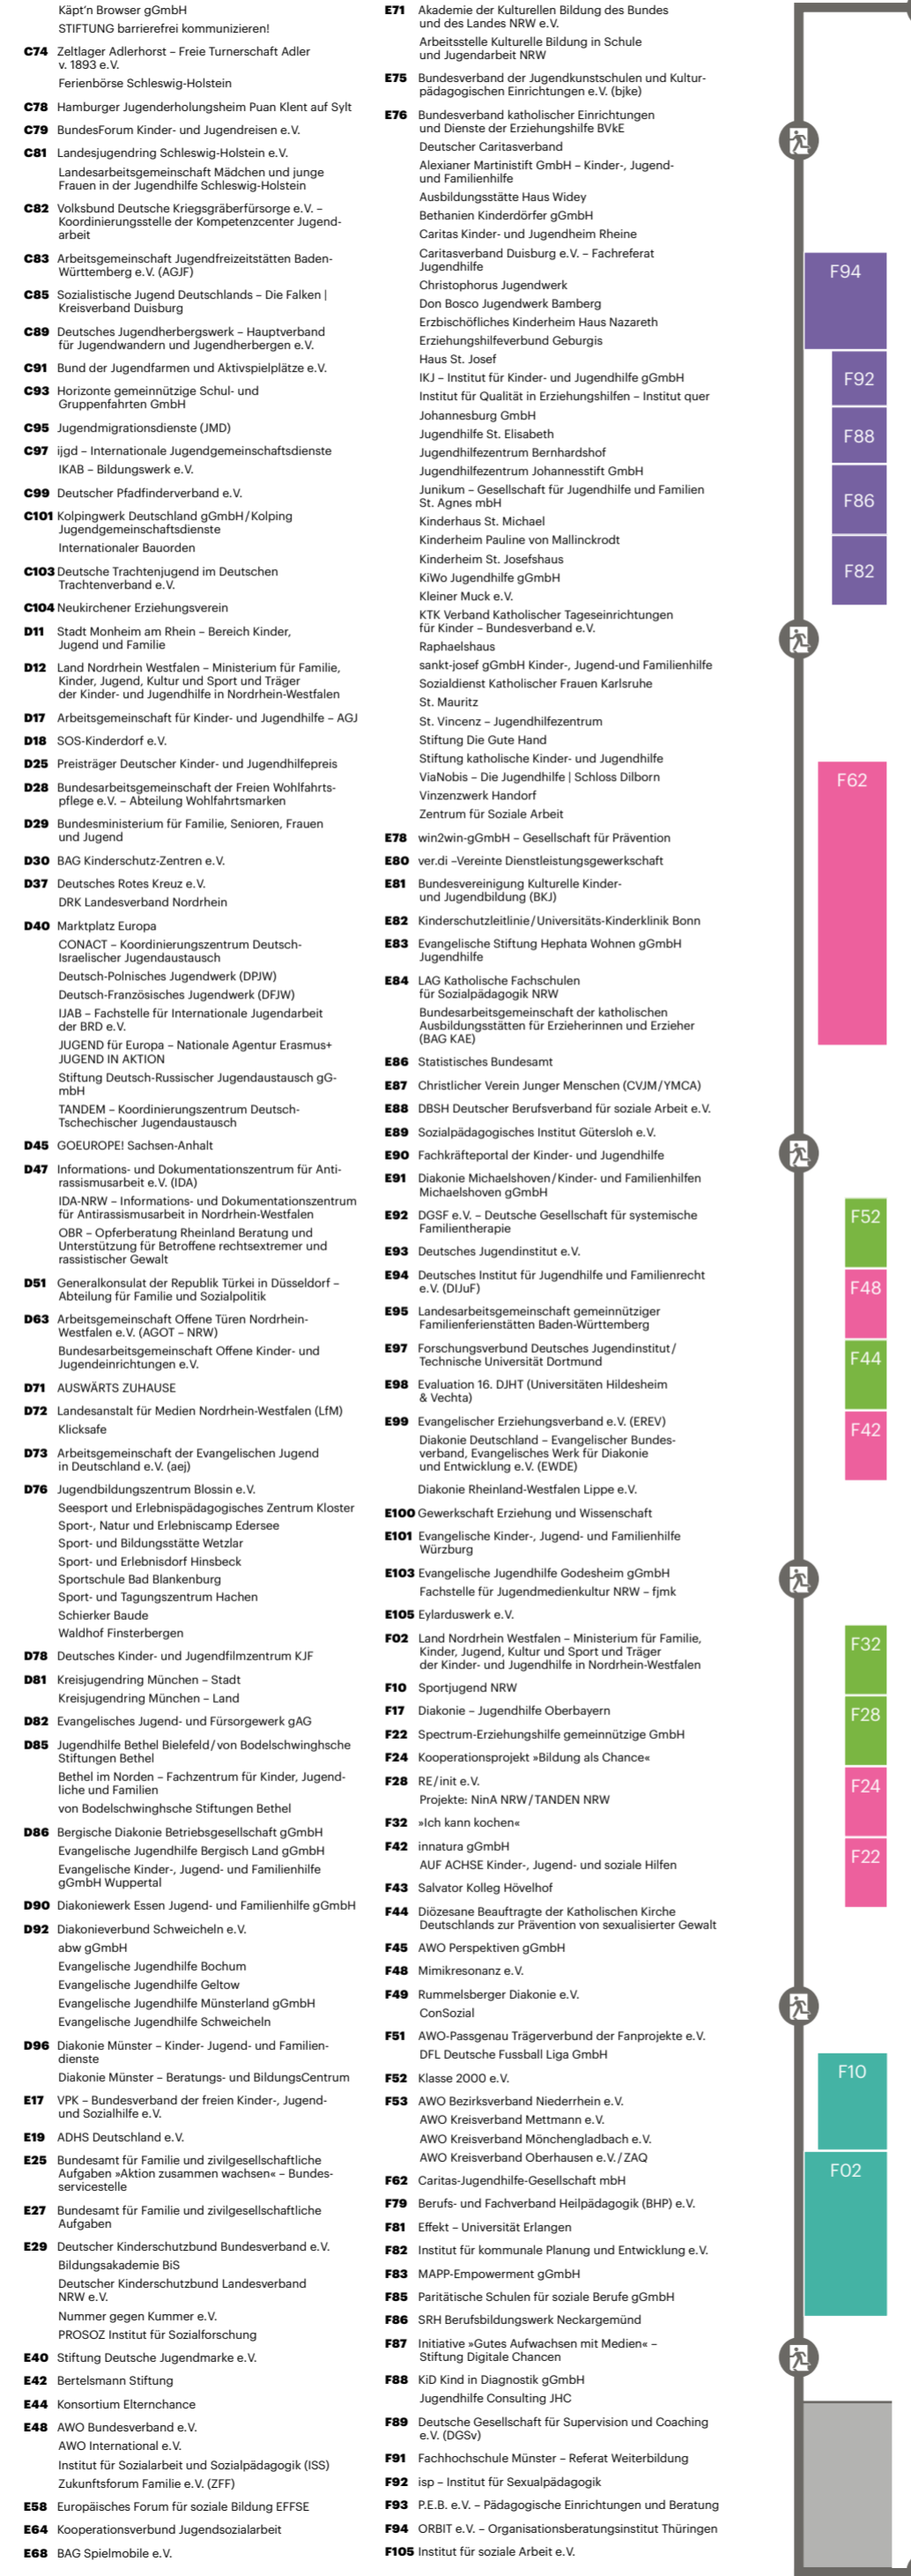 Käpt'n Browser gGmbH
STIFTUNG barrierefrei kommunizieren!
C74 Zeltlager Adlerhorst – Freie Turnerschaft Adler
v. 1893 e.V.
Ferienbörse Schleswig-Holstein
C78 Hamburger Jugenderholungsheim Puan Klent auf Sylt
C79 BundesForum Kinder- und Jugendreisen e.V.
C81 Landesjugendring Schleswig-Holstein e.V.
Landesarbeitsgemeinschaft Mädchen und junge
Frauen in der Jugendhilfe Schleswig-Holstein
C82 Volksbund Deutsche Kriegsgräberfürsorge e.V. –
Koordinierungsstelle der Kompetenzcenter Jugend-
arbeit
C83 Arbeitsgemeinschaft Jugendfreizeitstätten Baden-
Württemberg e.V. (AGJF)
C85 Sozialistische Jugend Deutschlands – Die Falken |
Kreisverband Duisburg
C89 Deutsches Jugendherbergswerk – Hauptverband
für Jugendwandern und Jugendherbergen e.V.
C91 Bund der Jugendfarmen und Aktivspielplätze e.V.
C93 Horizonte gemeinnützige Schul- und
Gruppenfahrten GmbH
C95 Jugendmigrationsdienste (JMD)
C97 ijgd – Internationale Jugendgemeinschaftsdienste
IKAB – Bildungswerk e.V.
C99 Deutscher Pfadfinderverband e.V.
C101 Kolpingwerk Deutschland gGmbH/Kolping
Jugendgemeinschaftsdienste
Internationaler Bauorden
C103 Deutsche Trachtenjugend im Deutschen
Trachtenverband e.V.
C104 Neukirchener Erziehungsverein
D11 Stadt Monheim am Rhein – Bereich Kinder,
Jugend und Familie
D12 Land Nordrhein Westfalen – Ministerium für Familie,
Kinder, Jugend, Kultur und Sport und Träger
der Kinder- und Jugendhilfe in Nordrhein-Westfalen
D17 Arbeitsgemeinschaft für Kinder- und Jugendhilfe – AGJ
D18 SOS-Kinderdorf e.V.
D25 Preisträger Deutscher Kinder- und Jugendhilfepreis
D28 Bundesarbeitsgemeinschaft der Freien Wohlfahrts-
pflege e.V. – Abteilung Wohlfahrtsmarken
D29 Bundesministerium für Familie, Senioren, Frauen
und Jugend
D30 BAG Kinderschutz-Zentren e.V.
D37 Deutsches Rotes Kreuz e.V.
DRK Landesverband Nordrhein
D40 Marktplatz Europa
CONACT – Koordinierungszentrum Deutsch-
Israelischer Jugendaustausch
Deutsch-Polnisches Jugendwerk (DPJW)
Deutsch-Französisches Jugendwerk (DFJW)
IJAB – Fachstelle für Internationale Jugendarbeit
der BRD e.V.
JUGEND für Europa – Nationale Agentur Erasmus+
JUGEND IN AKTION
Stiftung Deutsch-Russischer Jugendaustausch gG-
mbH
TANDEM – Koordinierungszentrum Deutsch-
Tschechischer Jugendaustausch
D45 GOEUROPE! Sachsen-Anhalt
D47 Informations- und Dokumentationszentrum für Anti-
rassismusarbeit e.V. (IDA)
IDA-NRW – Informations- und Dokumentationszentrum
für Antirassismusarbeit in Nordrhein-Westfalen
OBR – Opferberatung Rheinland Beratung und
Unterstützung für Betroffene rechtsextremer und
rassistischer Gewalt
D51 Generalkonsulat der Republik Türkei in Düsseldorf –
Abteilung für Familie und Sozialpolitik
D63 Arbeitsgemeinschaft Offene Türen Nordrhein-
Westfalen e.V. (AGOT – NRW)
Bundesarbeitsgemeinschaft Offene Kinder- und
Jugendeinrichtungen e.V.
D71 AUSWÄRTS ZUHAUSE
D72 Landesanstalt für Medien Nordrhein-Westfalen (LfM)
Klicksafe
D73 Arbeitsgemeinschaft der Evangelischen Jugend
in Deutschland e.V. (aej)
D76 Jugendbildungszentrum Blossin e.V.
Seesport und Erlebnispädagogisches Zentrum Kloster
Sport-, Natur und Erlebniscamp Edersee
Sport- und Bildungsstätte Wetzlar
Sport- und Erlebnisdorf Hinsbeck
Sportschule Bad Blankenburg
Sport- und Tagungszentrum Hachen
Schierker Baude
Waldhof Finsterbergen
D78 Deutsches Kinder- und Jugendfilmzentrum KJF
D81 Kreisjugendring München – Stadt
Kreisjugendring München – Land
D82 Evangelisches Jugend- und Fürsorgewerk gAG
D85 Jugendhilfe Bethel Bielefeld/von Bodelschwinghsche
Stiftungen Bethel
Bethel im Norden – Fachzentrum für Kinder, Jugend-
liche und Familien
von Bodelschwinghsche Stiftungen Bethel
D86 Bergische Diakonie Betriebsgesellschaft gGmbH
Evangelische Jugendhilfe Bergisch Land gGmbH
Evangelische Kinder-, Jugend- und Familienhilfe
gGmbH Wuppertal
D90 Diakoniewerk Essen Jugend- und Familienhilfe gGmbH
D92 Diakonieverbund Schweicheln e.V.
abw gGmbH
Evangelische Jugendhilfe Bochum
Evangelische Jugendhilfe Geltow
Evangelische Jugendhilfe Münsterland gGmbH
Evangelische Jugendhilfe Schweicheln
D96 Diakonie Münster – Kinder- Jugend- und Familien-
dienste
Diakonie Münster – Beratungs- und BildungsCentrum
E17 VPK – Bundesverband der freien Kinder-, Jugend-
und Sozialhilfe e.V.
E19 ADHS Deutschland e.V.
E25 Bundesamt für Familie und zivilgesellschaftliche
Aufgaben »Aktion zusammen wachsen« – Bundes-
servicestelle
E27 Bundesamt für Familie und zivilgesellschaftliche
Aufgaben
E29 Deutscher Kinderschutzbund Bundesverband e.V.
Bildungsakademie BiS
Deutscher Kinderschutzbund Landesverband
NRW e.V.
Nummer gegen Kummer e.V.
PROSOZ Institut für Sozialforschung
E40 Stiftung Deutsche Jugendmarke e.V.
E42 Bertelsmann Stiftung
E44 Konsortium Elternchance
E48 AWO Bundesverband e.V.
AWO International e.V.
Institut für Sozialarbeit und Sozialpädagogik (ISS)
Zukunftsforum Familie e.V. (ZFF)
E58 Europäisches Forum für soziale Bildung EFFSE
E64 Kooperationsverbund Jugendsozialarbeit
E68 BAG Spielmobile e.V.
E71 Akademie der Kulturellen Bildung des Bundes
und des Landes NRW e.V.
Arbeitsstelle Kulturelle Bildung in Schule
und Jugendarbeit NRW
E75 Bundesverband der Jugendkunstschulen und Kultur-
pädagogischen Einrichtungen e.V. (bjke)
E76 Bundesverband katholischer Einrichtungen
und Dienste der Erziehungshilfe BVkE
Deutscher Caritasverband
Alexianer Martinistift GmbH – Kinder-, Jugend-
und Familienhilfe
Ausbildungsstätte Haus Widey
Bethanien Kinderdörfer gGmbH
Caritas Kinder- und Jugendheim Rheine
Caritasverband Duisburg e.V. – Fachreferat
Jugendhilfe
Christophorus Jugendwerk
Don Bosco Jugendwerk Bamberg
Erzbischöfliches Kinderheim Haus Nazareth
Erziehungshilfeverbund Geburgis
Haus St. Josef
IKJ – Institut für Kinder- und Jugendhilfe gGmbH
Institut für Qualität in Erziehungshilfen – Institut quer
Johannesburg GmbH
Jugendhilfe St. Elisabeth
Jugendhilfezentrum Bernhardshof
Jugendhilfezentrum Johannesstift GmbH
Junikum – Gesellschaft für Jugendhilfe und Familien
St. Agnes mbH
Kinderhaus St. Michael
Kinderheim Pauline von Mallinckrodt
Kinderheim St. Josefshaus
KiWo Jugendhilfe gGmbH
Kleiner Muck e.V.
KTK Verband Katholischer Tageseinrichtungen
für Kinder – Bundesverband e.V.
Raphaelshaus
sankt-josef gGmbH Kinder-, Jugend-und Familienhilfe
Sozialdienst Katholischer Frauen Karlsruhe
St. Mauritz
St. Vincenz – Jugendhilfezentrum
Stiftung Die Gute Hand
Stiftung katholische Kinder- und Jugendhilfe
ViaNobis – Die Jugendhilfe | Schloss Dilborn
Vinzenzwerk Handorf
Zentrum für Soziale Arbeit
E78 win2win-gGmbH – Gesellschaft für Prävention
E80 ver.di –Vereinte Dienstleistungsgewerkschaft
E81 Bundesvereinigung Kulturelle Kinder-
und Jugendbildung (BKJ)
E82 Kinderschutzleitlinie/Universitäts-Kinderklinik Bonn
E83 Evangelische Stiftung Hephata Wohnen gGmbH
Jugendhilfe
E84 LAG Katholische Fachschulen
für Sozialpädagogik NRW
Bundesarbeitsgemeinschaft der katholischen
Ausbildungsstätten für Erzieherinnen und Erzieher
(BAG KAE)
E86 Statistisches Bundesamt
E87 Christlicher Verein Junger Menschen (CVJM/YMCA)
E88 DBSH Deutscher Berufsverband für soziale Arbeit e.V.
E89 Sozialpädagogisches Institut Gütersloh e.V.
E90 Fachkräfteportal der Kinder- und Jugendhilfe
E91 Diakonie Michaelshoven/Kinder- und Familienhilfen
Michaelshoven gGmbH
E92 DGSF e.V. – Deutsche Gesellschaft für systemische
Familientherapie
E93 Deutsches Jugendinstitut e.V.
E94 Deutsches Institut für Jugendhilfe und Familienrecht
e.V. (DIJuF)
E95 Landesarbeitsgemeinschaft gemeinnütziger
Familienferienstätten Baden-Württemberg
E97 Forschungsverbund Deutsches Jugendinstitut/
Technische Universität Dortmund
E98 Evaluation 16. DJHT (Universitäten Hildesheim
& Vechta)
E99 Evangelischer Erziehungsverband e.V. (EREV)
Diakonie Deutschland – Evangelischer Bundes-
verband, Evangelisches Werk für Diakonie
und Entwicklung e.V. (EWDE)
Diakonie Rheinland-Westfalen Lippe e.V.
E100 Gewerkschaft Erziehung und Wissenschaft
E101 Evangelische Kinder-, Jugend- und Familienhilfe
Würzburg
E103 Evangelische Jugendhilfe Godesheim gGmbH
Fachstelle für Jugendmedienkultur NRW – fjmk
E105 Eylarduswerk e.V.
F02 Land Nordrhein Westfalen – Ministerium für Familie,
Kinder, Jugend, Kultur und Sport und Träger
der Kinder- und Jugendhilfe in Nordrhein-Westfalen
F10 Sportjugend NRW
F17 Diakonie – Jugendhilfe Oberbayern
F22 Spectrum-Erziehungshilfe gemeinnützige GmbH
F24 Kooperationsprojekt »Bildung als Chance«
F28 RE/init e.V.
Projekte: NinA NRW/TANDEN NRW
F32 »Ich kann kochen«
F42 innatura gGmbH
AUF ACHSE Kinder-, Jugend- und soziale Hilfen
F43 Salvator Kolleg Hövelhof
F44 Diözesane Beauftragte der Katholischen Kirche
Deutschlands zur Prävention von sexualisierter Gewalt
F45 AWO Perspektiven gGmbH
F48 Mimikresonanz e.V.
F49 Rummelsberger Diakonie e.V.
ConSozial
F51 AWO-Passgenau Trägerverbund der Fanprojekte e.V.
DFL Deutsche Fussball Liga GmbH
F52 Klasse 2000 e.V.
F53 AWO Bezirksverband Niederrhein e.V.
AWO Kreisverband Mettmann e.V.
AWO Kreisverband Mönchengladbach e.V.
AWO Kreisverband Oberhausen e.V./ZAQ
F62 Caritas-Jugendhilfe-Gesellschaft mbH
F79 Berufs- und Fachverband Heilpädagogik (BHP) e.V.
F81 Effekt – Universität Erlangen
F82 Institut für kommunale Planung und Entwicklung e.V.
F83 MAPP-Empowerment gGmbH
F85 Paritätische Schulen für soziale Berufe gGmbH
F86 SRH Berufsbildungswerk Neckargemünd
F87 Initiative »Gutes Aufwachsen mit Medien« –
Stiftung Digitale Chancen
F88 KiD Kind in Diagnostik gGmbH
Jugendhilfe Consulting JHC
F89 Deutsche Gesellschaft für Supervision und Coaching
e.V. (DGSv)
F91 Fachhochschule Münster – Referat Weiterbildung
F92 isp – Institut für Sexualpädagogik
F93 P.E.B. e.V. – Pädagogische Einrichtungen und Beratung
F94 ORBIT e.V. – Organisationsberatungsinstitut Thüringen
F105 Institut für soziale Arbeit e.V.
F94
F92
F88
F86
F82
F62
F52
F48
F44
F42
F32
F28
F24
F22
F10
F02